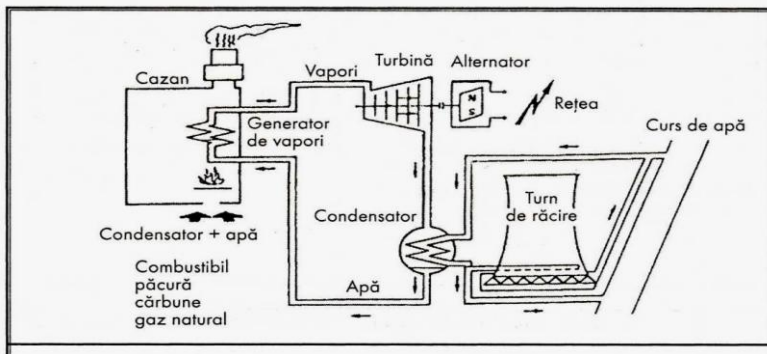 Cazan
Vapori
Turbină
Alternator
N
S
Rețea
Generator
de vapori
Curs de apă
Condensator + apă
Condensator
Turn
de răcire
Combustibil
păcură
cărbune
gaz natural
Apă